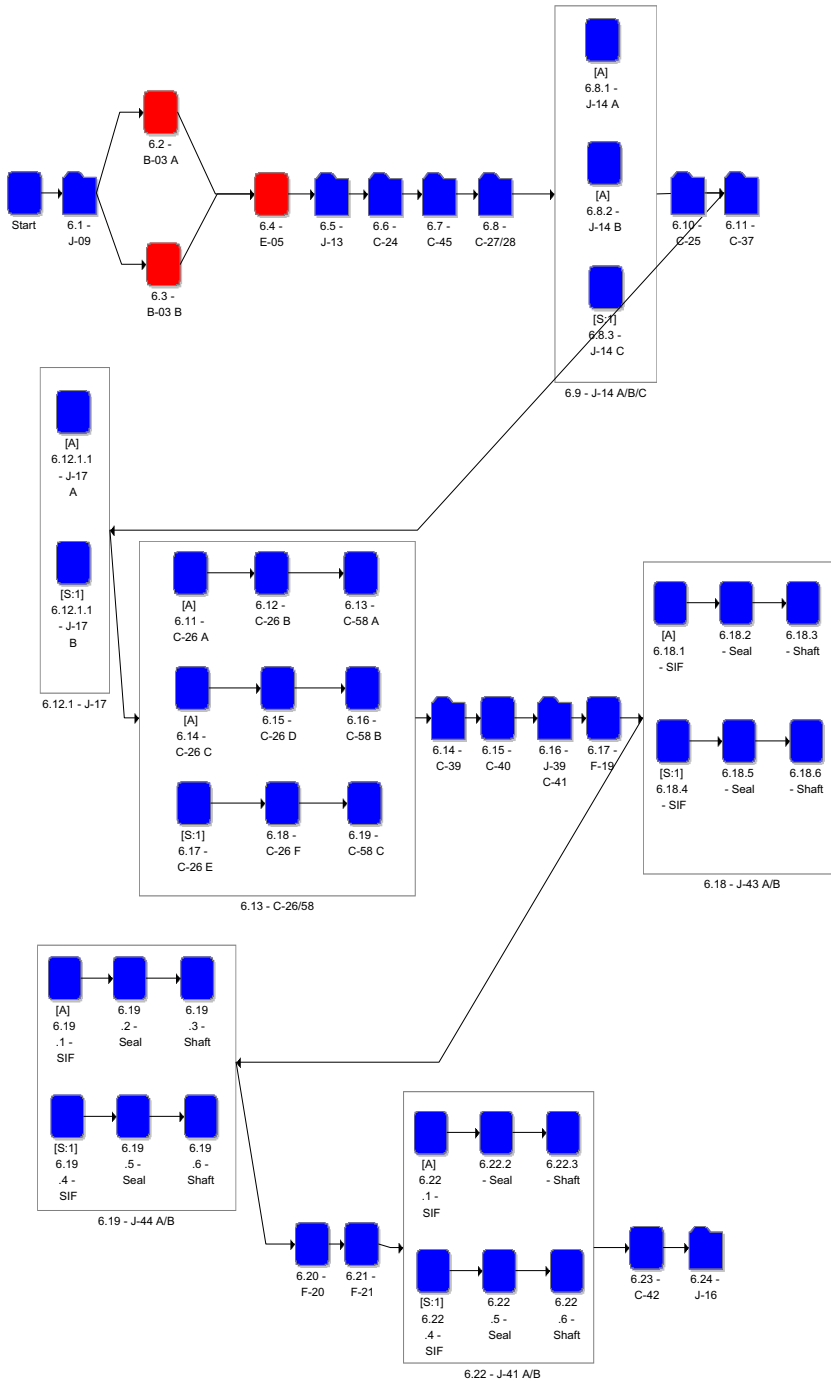 Start
6.1 -
J-09
6.2 -
B-03 A
6.3 -
B-03 B
6.4 -
E-05
6.5 -
J-13
6.6 -
C-24
6.7 -
C-45
6.8 -
C-27/28
[A]
6.8.1 -
J-14 A
[A]
6.8.2 -
J-14 B
[S:1]
6.8.3 -
J-14 C
6.9 - J-14 A/B/C
6.10 -
C-25
6.11 -
C-37
[A]
6.12.1.1
- J-17
A
[S:1]
6.12.1.1
- J-17
B
6.12.1 - J-17
[A]
6.11 -
C-26 A
6.12 -
C-26 B
6.13 -
C-58 A
[A]
6.14 -
C-26 C
6.15 -
C-26 D
6.16 -
C-58 B
[S:1]
6.17 -
C-26 E
6.18 -
C-26 F
6.19 -
C-58 C
6.13 - C-26/58
6.14 -
C-39
6.15 -
C-40
6.16 -
J-39
C-41
6.17 -
F-19
[A]
6.18.1
- SIF
6.18.2
- Seal
6.18.3
- Shaft
[S:1]
6.18.4
- SIF
6.18.5
- Seal
6.18.6
- Shaft
6.18 - J-43 A/B
[A]
6.19
.1 -
SIF
6.19
.2 -
Seal
6.19
.3 -
Shaft
[S:1]
6.19
.4 -
SIF
6.19
.5 -
Seal
6.19
.6 -
Shaft
6.19 - J-44 A/B
6.20 -
F-20
6.21 -
F-21
[A]
6.22
.1 -
SIF
6.22.2
- Seal
6.22.3
- Shaft
[S:1]
6.22
.4 -
SIF
6.22
.5 -
Seal
6.22
.6 -
Shaft
6.22 - J-41 A/B
6.23 -
C-42
6.24 -
J-16